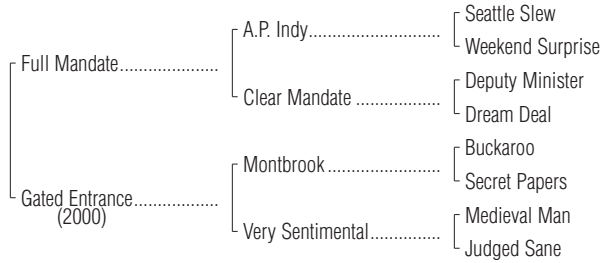 Seattle Slew
A.P. Indy..............................
Weekend Surprise
Full Mandate......................
Deputy Minister
Clear Mandate ...................
Dream Deal
Buckaroo
Montbrook .........................
Secret Papers
Gated Entrance...................
(2000)
Medieval Man
Very Sentimental................
Judged Sane